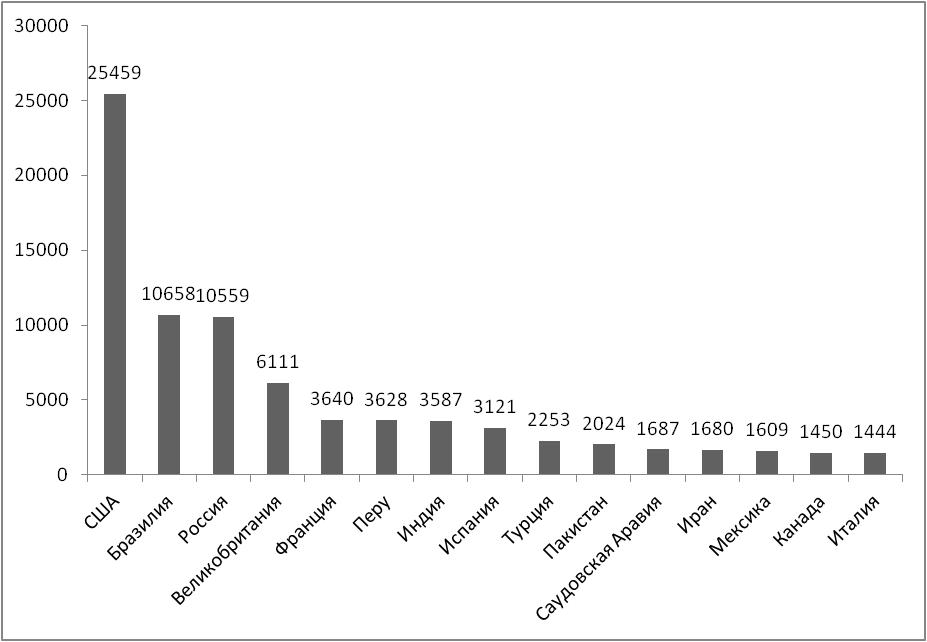 30000
25000
20000
15000
10000
5000
0
25459
10658
10559
6111
3640
3628
3587
3121
2253
2024
1687
1680
1609
1450
1444
США
Бразилия
Россия
Великобритания
Франция
Перу
Индия
Испания
Турция
Пакистан
Саудовская Аравия
Иран
Мексика
Канада
Италия